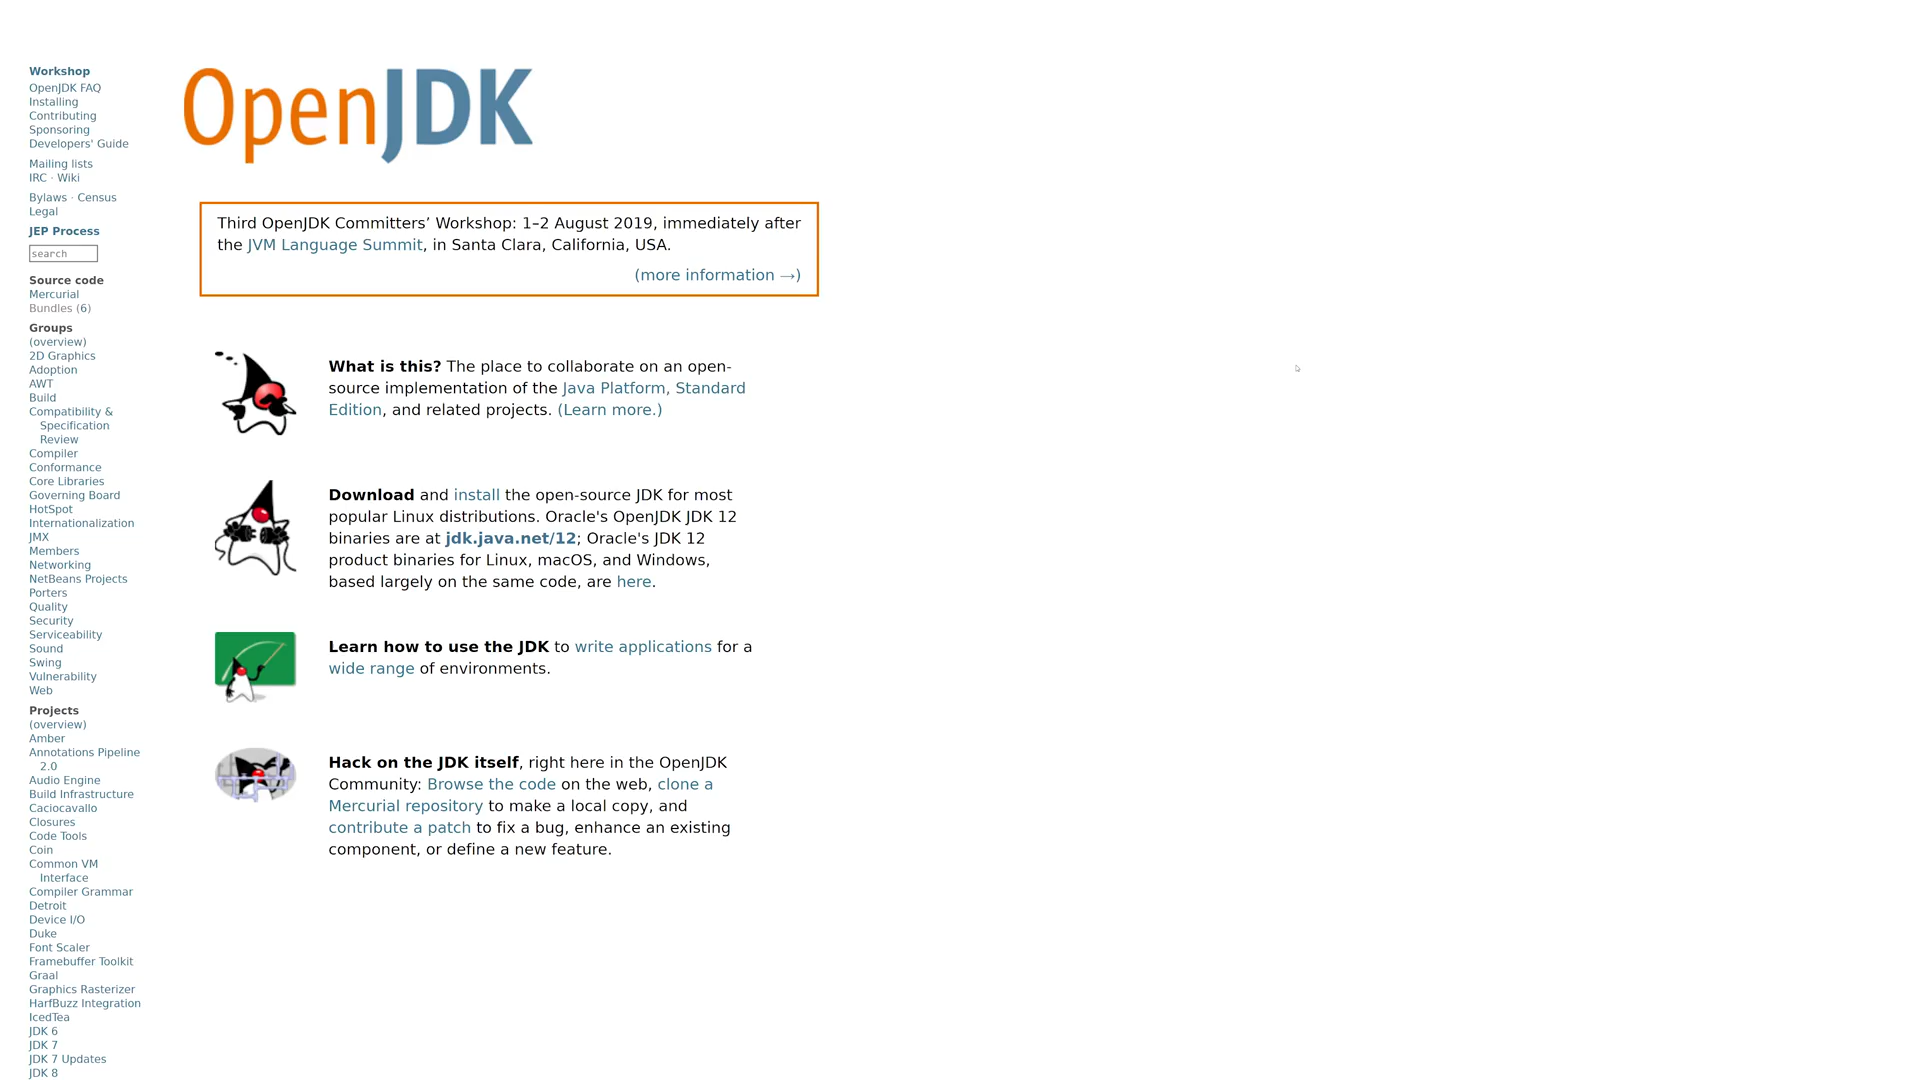 Workshop
OpenJDK FAQ
Installing
Contributing
Sponsoring
Developers' Guide
Mailing lists
IRC · Wiki
Bylaws · Census
Legal
JEP Process
search
Source code
Mercurial
Bundles (6)
Groups
(overview)
2D Graphics
Adoption
AWT
Build
Compatibility &
Specification
Review
Compiler
Conformance
Core Libraries
Governing Board
HotSpot
Internationalization
JMX
Members
Networking
NetBeans Projects
Porters
Quality
Security
Serviceability
Sound
Swing
Vulnerability
Web
Projects
(overview)
Amber
Annotations Pipeline
2.0
Audio Engine
Build Infrastructure
Caciocavallo
Closures
Code Tools
Coin
Common VM
Interface
Compiler Grammar
Detroit
Device I/O
Duke
Font Scaler
Framebuffer Toolkit
Graal
Graphics Rasterizer
HarfBuzz Integration
IcedTea
JDK 6
JDK 7
JDK 7 Updates
JDK 8
OpenJDK
Third OpenJDK Committers’ Workshop: 1–2 August 2019, immediately after
the JVM Language Summit, in Santa Clara, California, USA.
(more information →)
What is this? The place to collaborate on an open-
source implementation of the Java Platform, Standard
Edition, and related projects. (Learn more.)
Download and install the open-source JDK for most
popular Linux distributions. Oracle's OpenJDK JDK 12
binaries are at jdk.java.net/12; Oracle's JDK 12
product binaries for Linux, macOS, and Windows,
based largely on the same code, are here.
Learn how to use the JDK to write applications for a
wide range of environments.
Hack on the JDK itself, right here in the OpenJDK
Community: Browse the code on the web, clone a
Mercurial repository to make a local copy, and
contribute a patch to fix a bug, enhance an existing
component, or define a new feature.